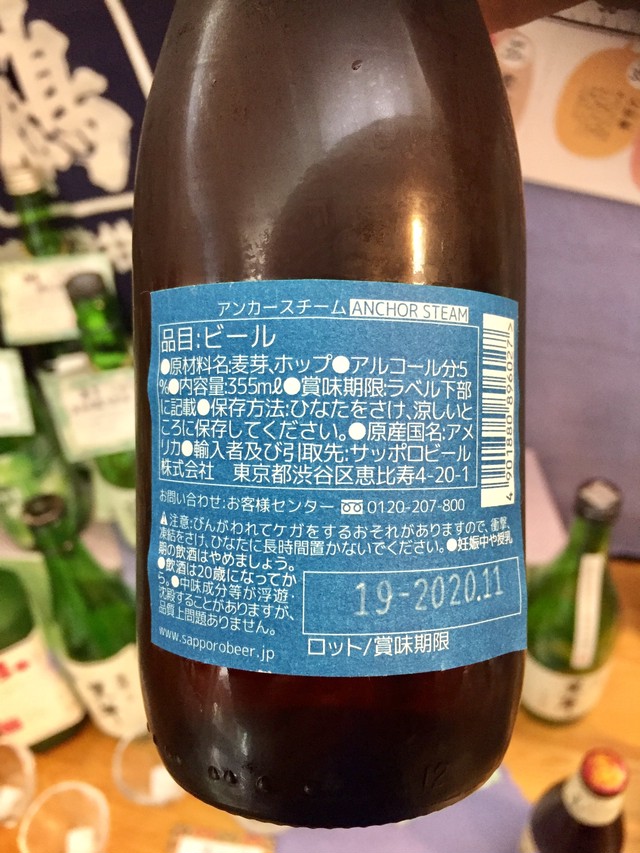 アンカースチーム ANCHOR STEAM
品目:ビール
●原材料名:麦芽、ホップ●アルコール分:5
%●内容量:355mℓ●賞味期限:ラベル下部
に記載●保存方法:ひなたをさけ、涼しいと
ころに保存してください。●原産国名:アメ
リカ●輸入者及び引取先:サッポロビール
株式会社 東京都渋谷区恵比寿4-20-1
4 901880 896027>
お問い合わせ:お客様センター 0120-207-800
⚠注意:びんがわれてケガをするおそれがありますので、衝撃、
凍結をさけ、ひなたに長時間置かないでください。●妊娠中や授乳
期の飲酒はやめましょう。
●飲酒は20歳になってか
ら。●中味成分等が浮遊、
沈殿することがありますが、
品質上問題ありません。
www.sapporobeer.jp
19-2020.11
ロット/賞味期限